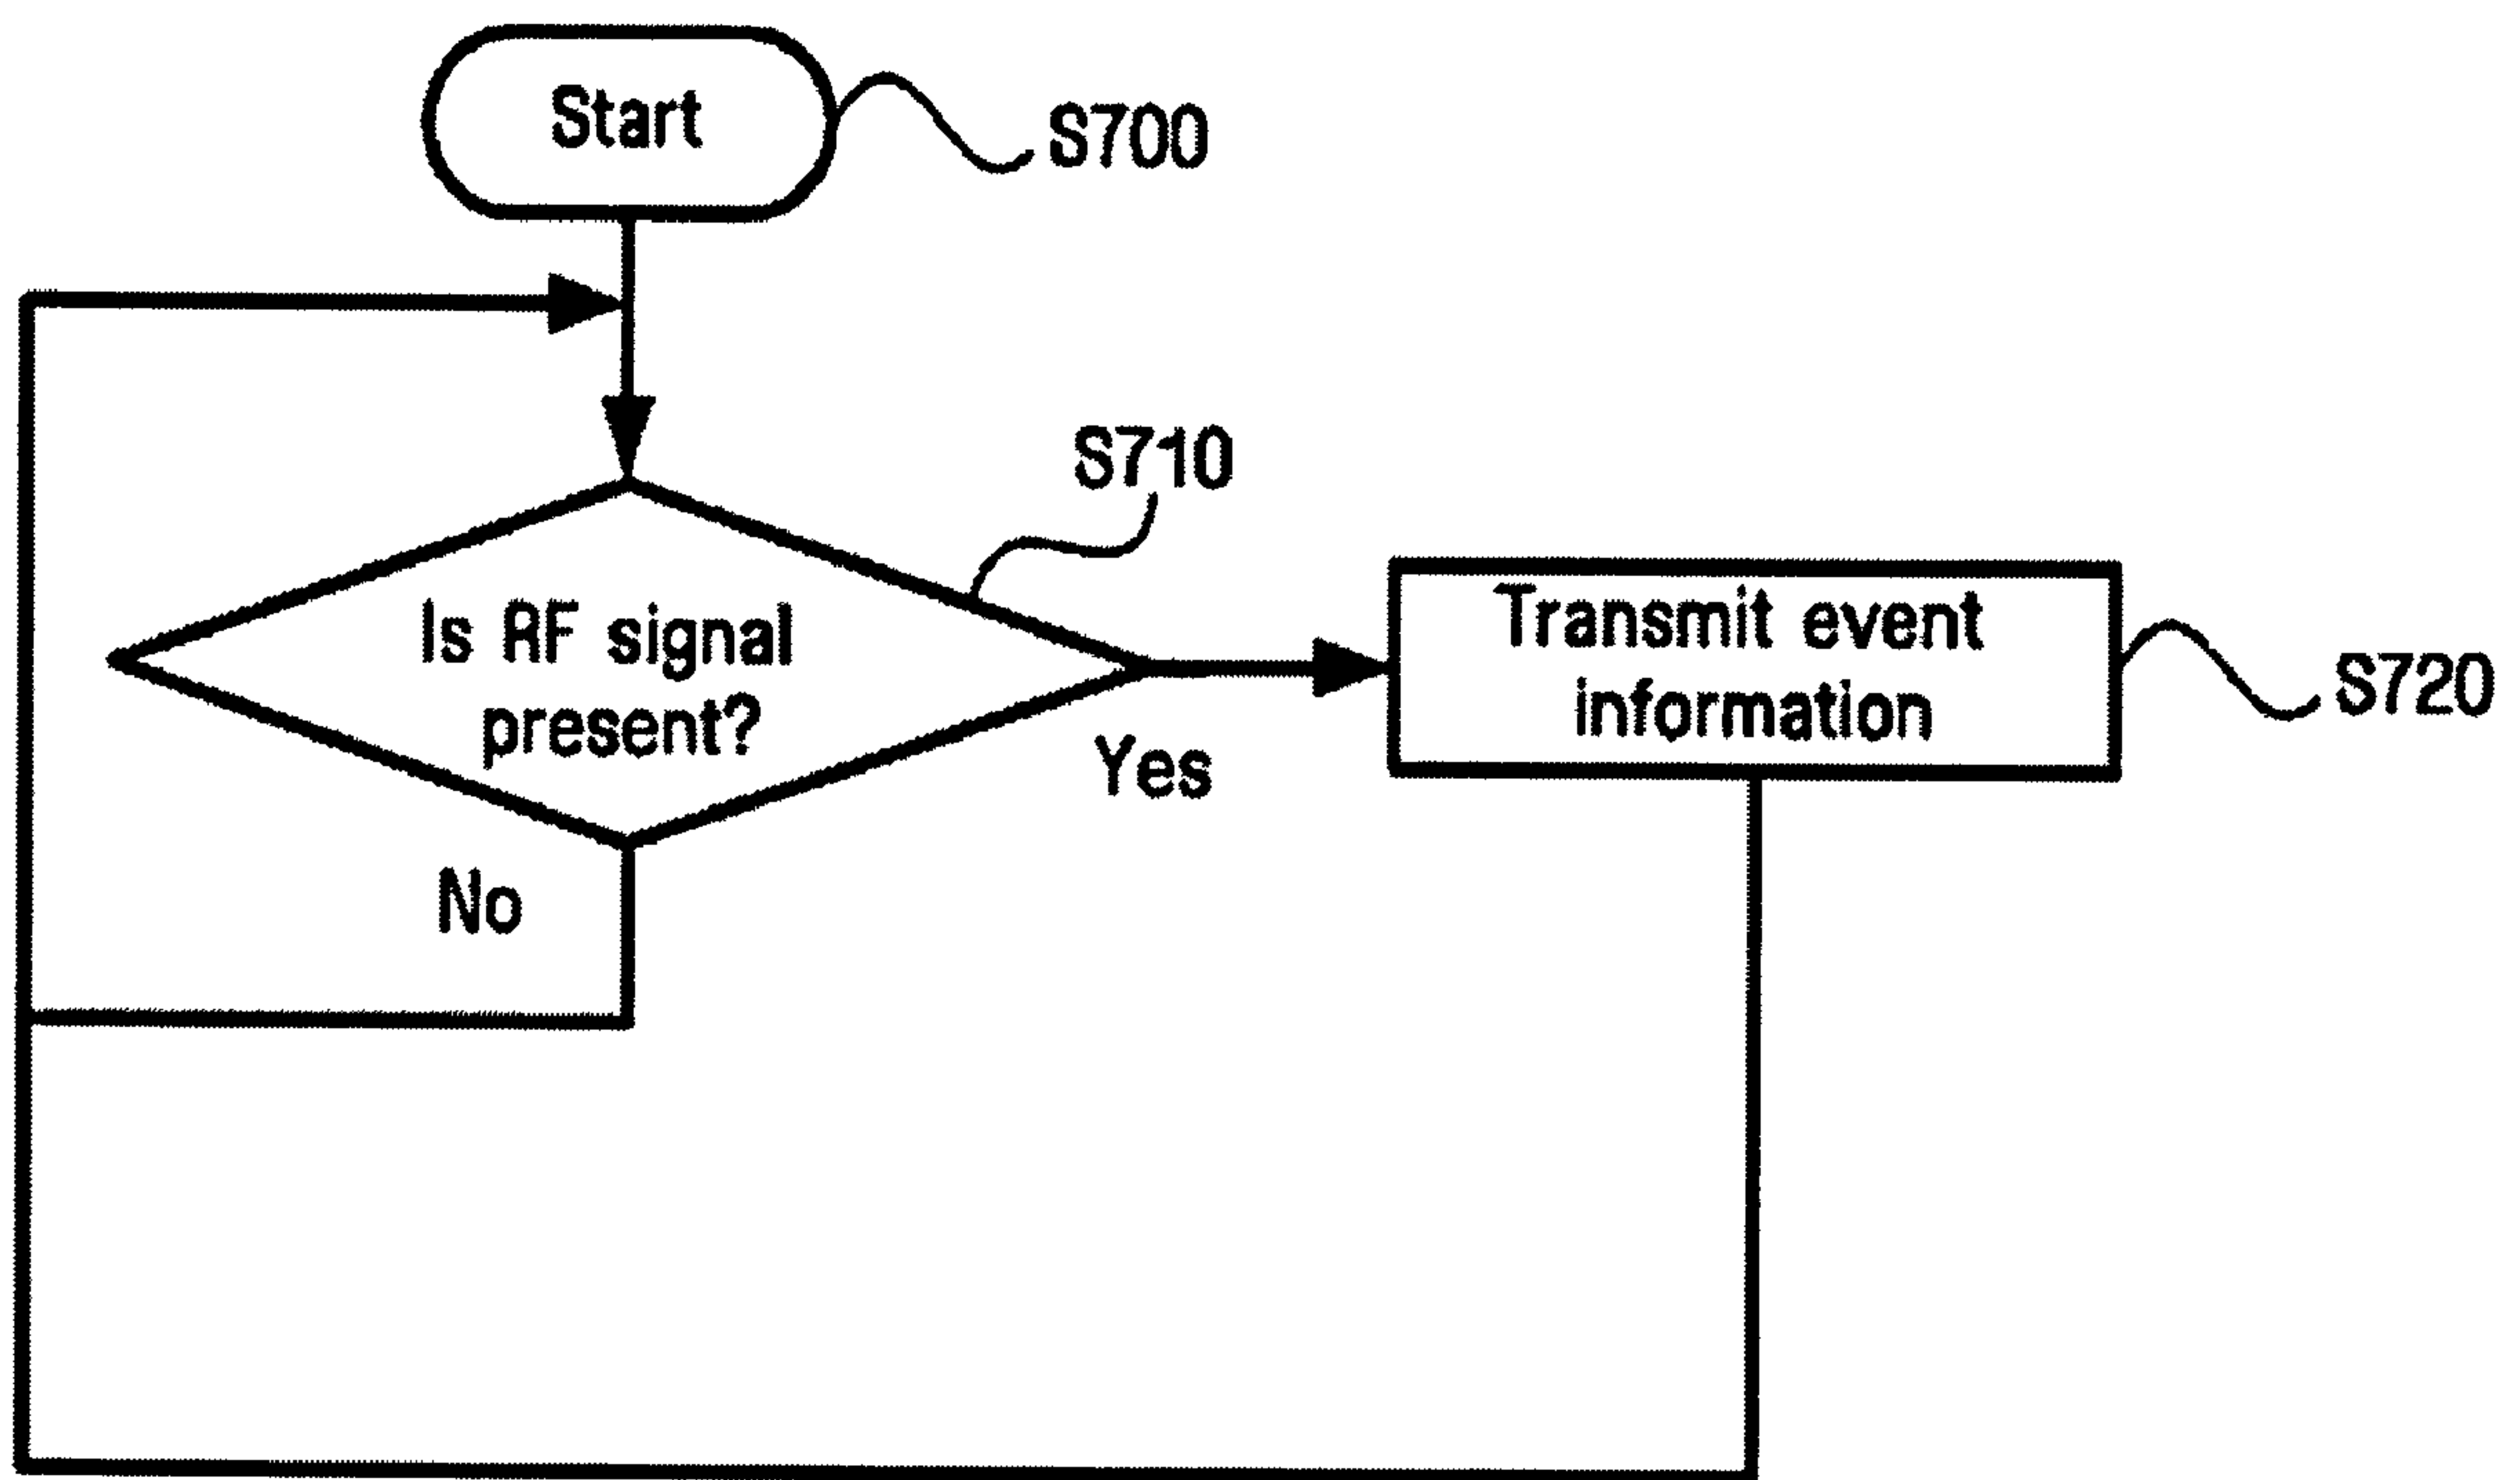 Start
S700
S710
Is RF signal
present?
Yes
No
Transmit event
information
S720